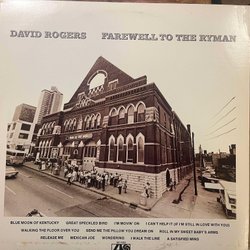 DAVID ROGERS FAREWELL TO THE RYMAN
BLUE MOON OF KENTUCKY GREAT SPECKLED BIRD I'M MOVIN' ON I CAN'T HELP IT (IF I'M STILL IN LOVE WITH YOU)
WALKING THE FLOOR OVER YOU SEND ME THE PILLOW YOU DREAM ON ROLL IN MY SWEET BABY'S ARMS
RELEASE ME MEXICAN JOE WONDERING I WALK THE LINE A SATISFIED MIND